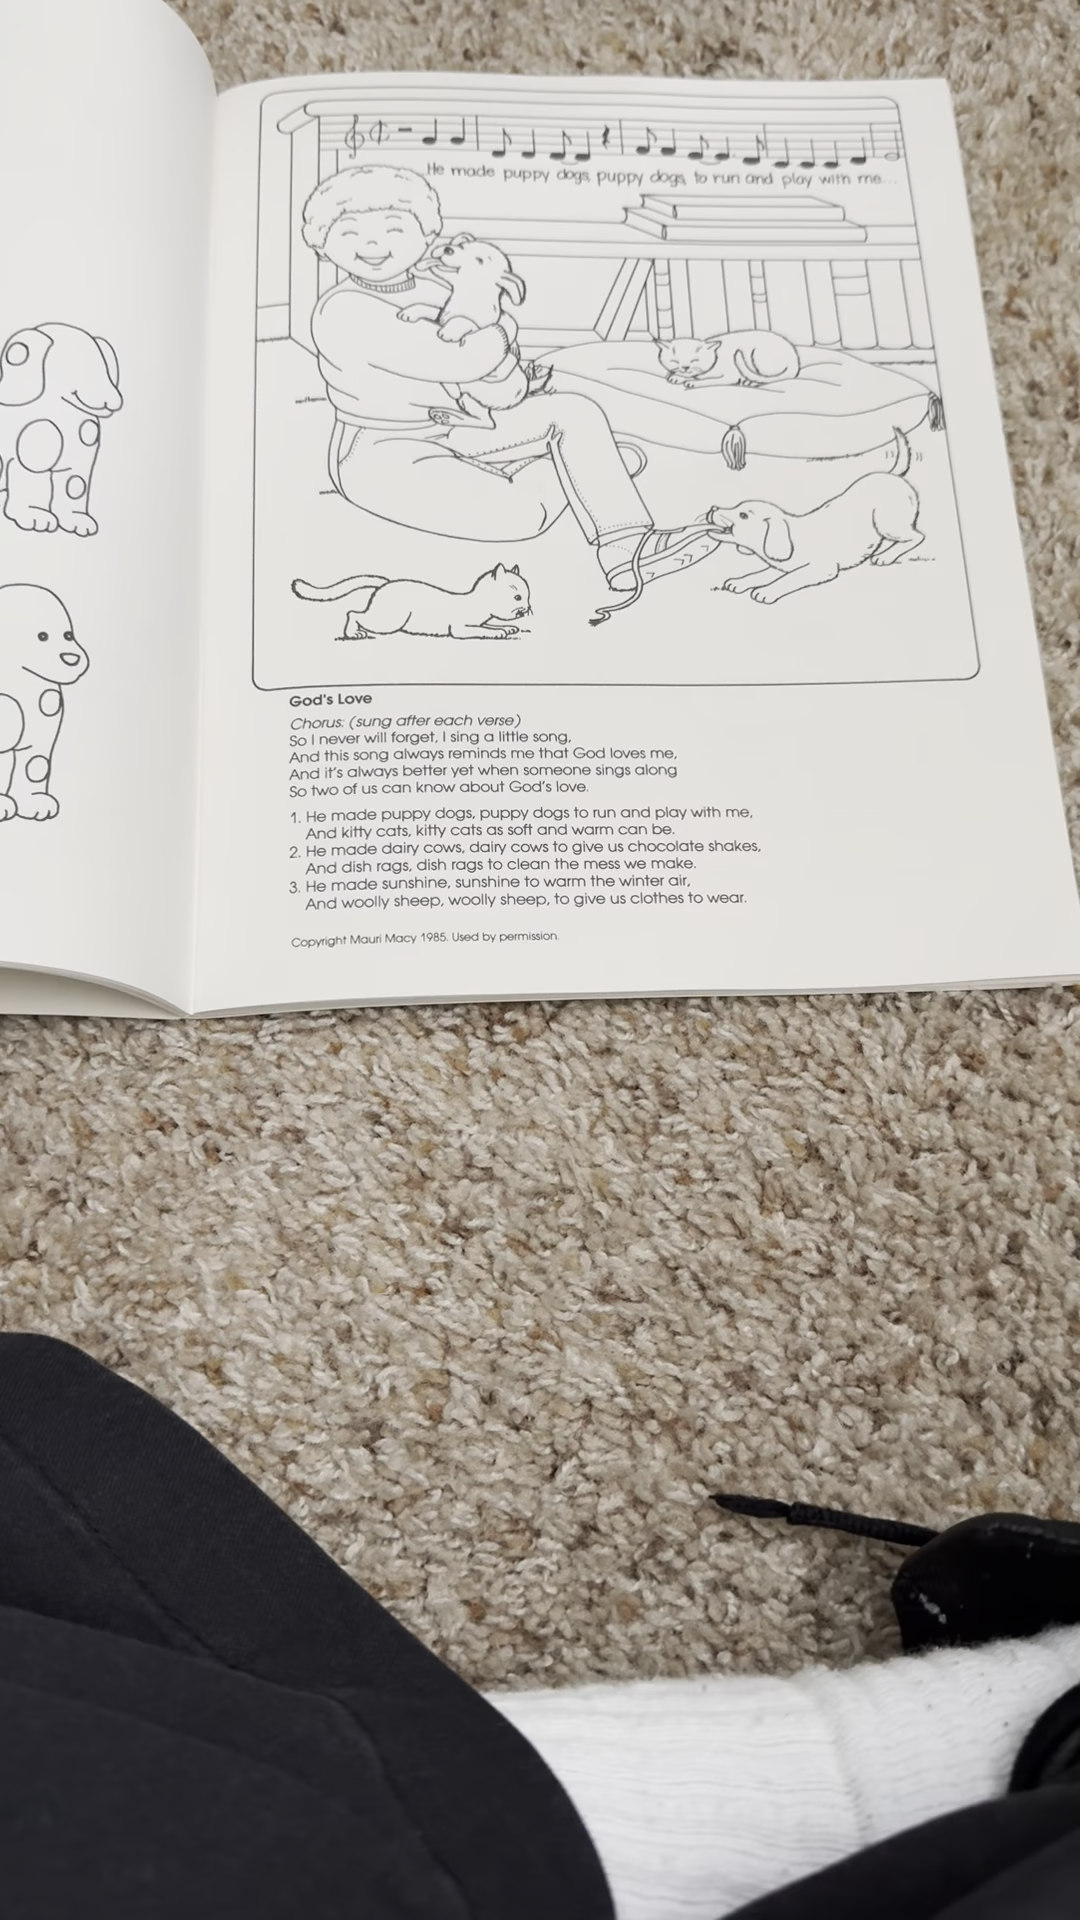 He made puppy dogs, puppy dogs, to run and play with me...
God's Love
Chorus: (sung after each verse)
So I never will forget, I sing a little song,
And this song always reminds me that God loves me,
And it's always better yet when someone sings along
So two of us can know about God's love.
1. He made puppy dogs, puppy dogs to run and play with me,
And kitty cats, kitty cats as soft and warm can be.
2. He made dairy cows, dairy cows to give us chocolate shakes,
And dish rags, dish rags to clean the mess we make.
3. He made sunshine, sunshine to warm the winter air,
And woolly sheep, woolly sheep, to give us clothes to wear.
Copyright Mauri Macy 1985. Used by permission.